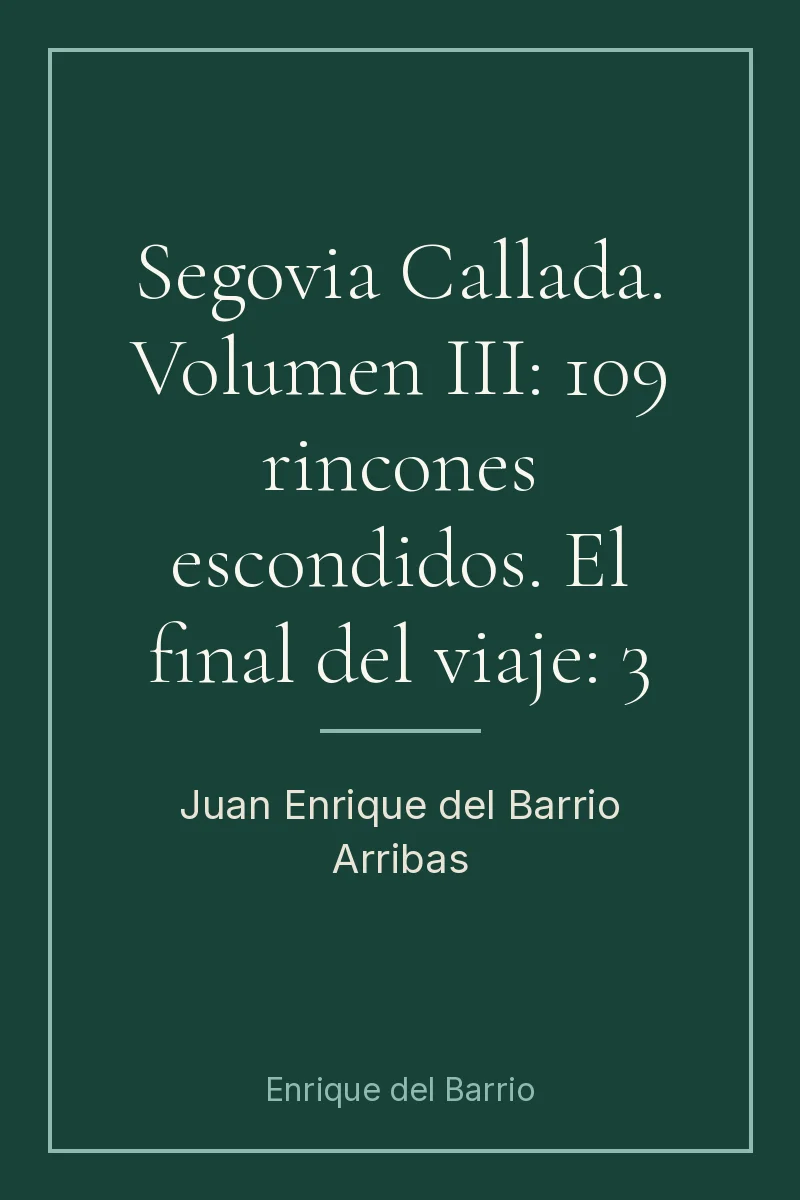 Segovia Callada.
Volumen III: 109
rincones
escondidos. El
final del viaje: 3
Juan Enrique del Barrio
Arribas
Enrique del Barrio